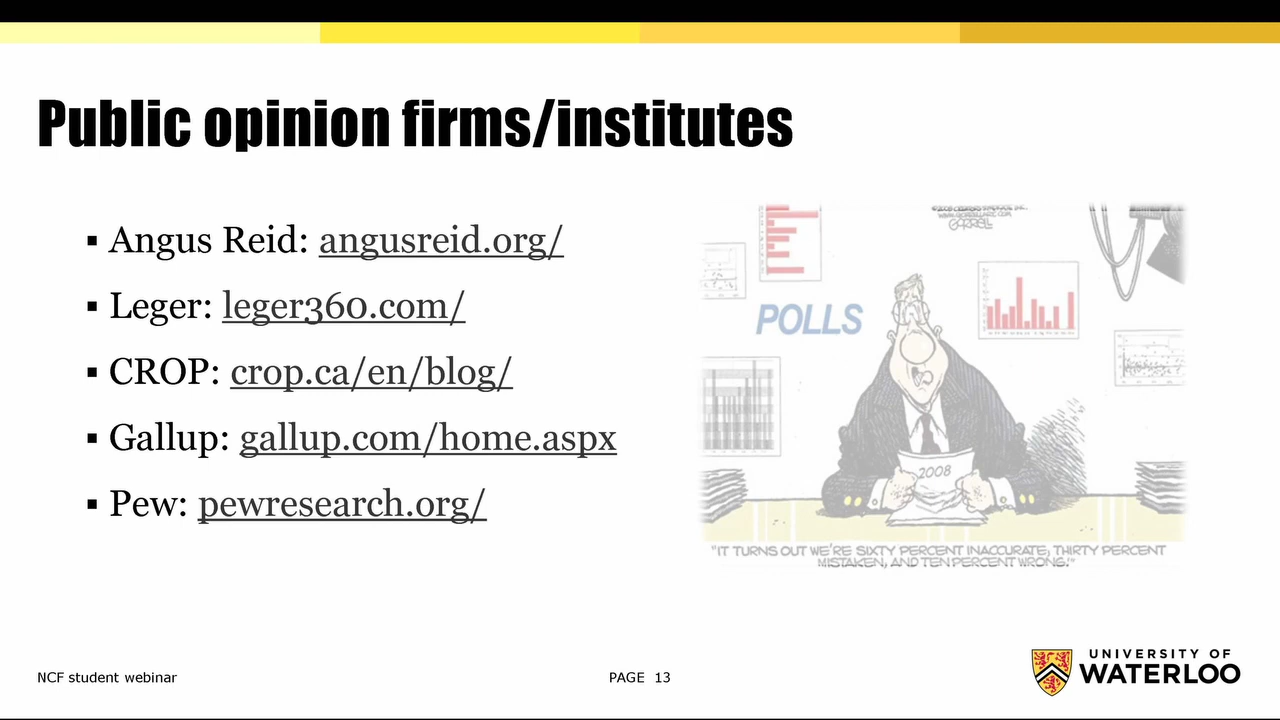 Public opinion firms/institutes
▪ Angus Reid: angusreid.org/
▪ Leger: leger360.com/
▪ CROP: crop.ca/en/blog/
▪ Gallup: gallup.com/home.aspx
▪ Pew: pewresearch.org/
POLLS
2008
"IT TURNS OUT WE'RE SIXTY PERCENT INACCURATE, THIRTY PERCENT
MISTAKEN, AND TEN PERCENT WRONG."
NCF student webinar
PAGE 13
UNIVERSITY OF
WATERLOO